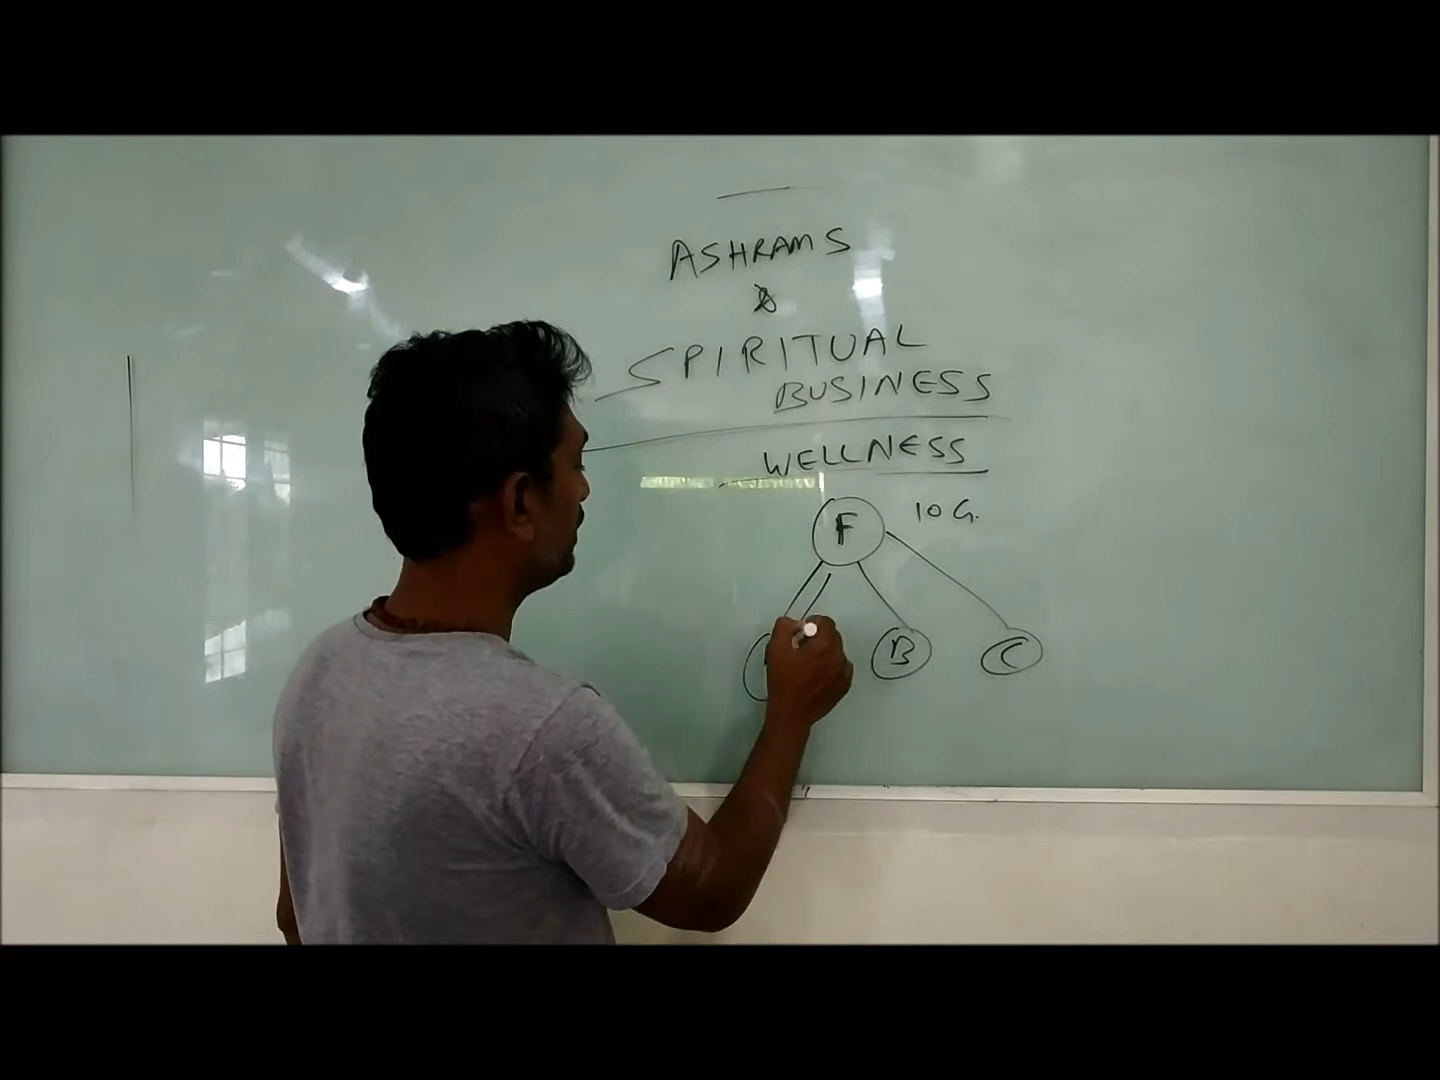 ASHRAMS
&
SPIRITUAL
BUSINESS
WELLNESS
F 10 G.
B C